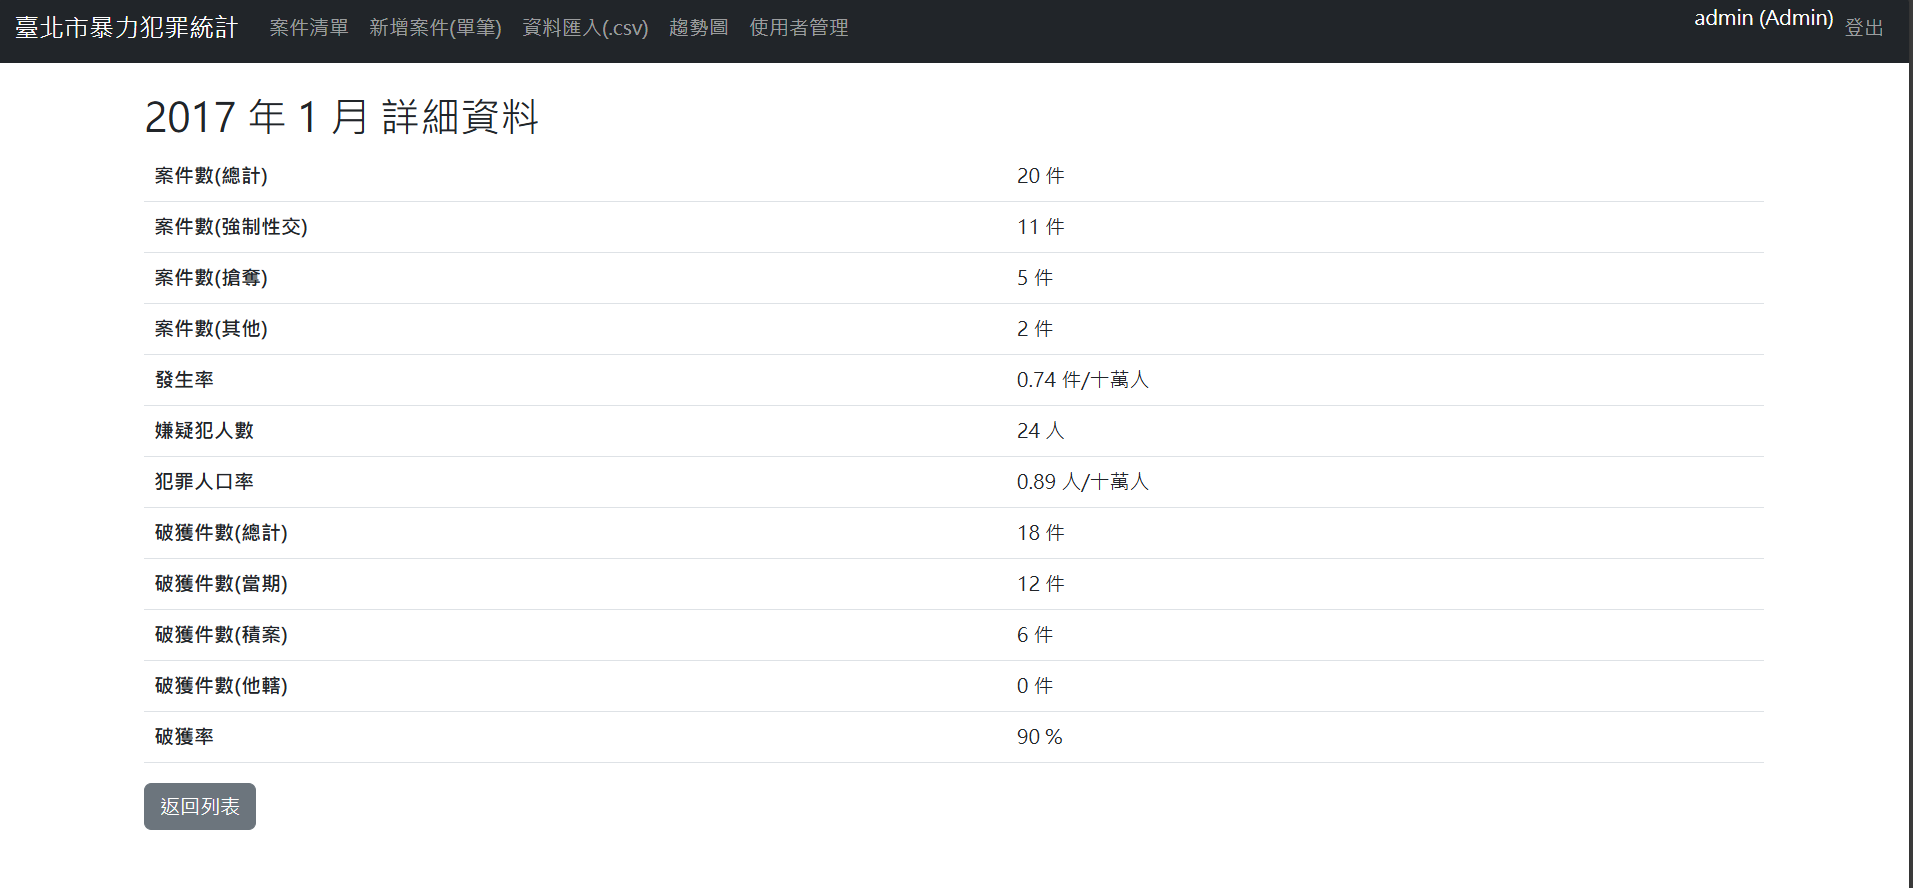 臺北市暴力犯罪統計 案件清單 新增案件(單筆) 資料匯入(.csv) 趨勢圖 使用者管理 admin (Admin) 登出
2017 年 1 月 詳細資料
案件數(總計) 20 件
案件數(強制性交) 11 件
案件數(搶奪) 5 件
案件數(其他) 2 件
發生率 0.74 件/十萬人
嫌疑犯人數 24 人
犯罪人口率 0.89 人/十萬人
破獲件數(總計) 18 件
破獲件數(當期) 12 件
破獲件數(積案) 6 件
破獲件數(他轄) 0 件
破獲率 90 %
返回列表